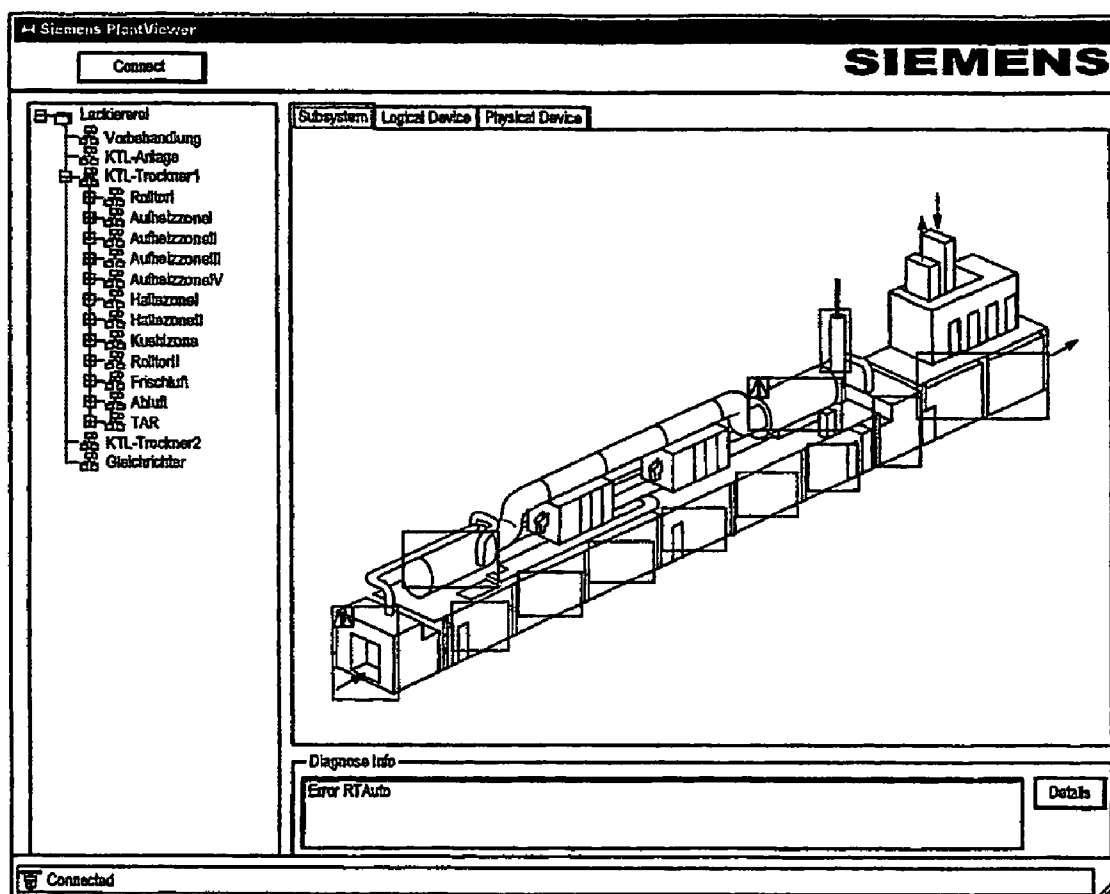 Siemens PlantViewer
Connect
SIEMENS
Lackiererei
Vorbehandlung
KTL-Anlage
KTL-Trockner1
RolltorI
AufheizzoneI
AufheizzoneII
AufheizzoneIII
AufheizzoneIV
HaltezoneI
HaltezoneII
Kuehlzone
RolltorII
Frischluft
Abluft
TAR
KTL-Trockner2
Gleichrichter
Subsystem Logical Device Physical Device
Diagnose Info
Error RTAuto
Details
Connected